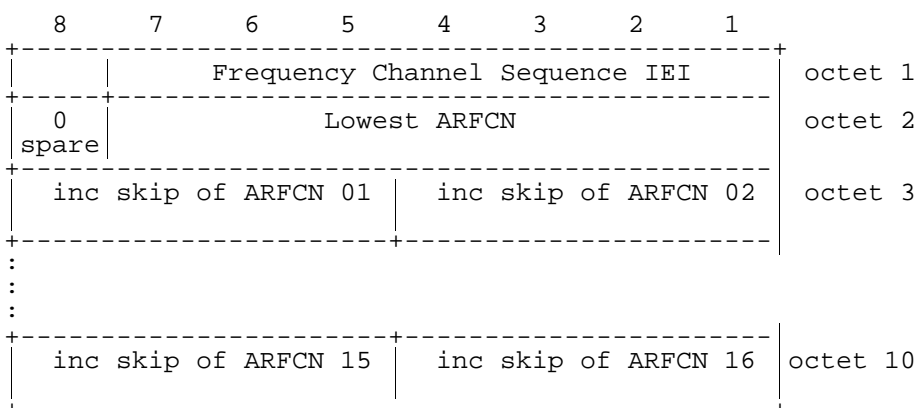 8 7 6 5 4 3 2 1
Frequency Channel Sequence IEI octet 1
0 Lowest ARFCN octet 2
spare
inc skip of ARFCN 01 inc skip of ARFCN 02 octet 3
:
:
:
inc skip of ARFCN 15 inc skip of ARFCN 16 octet 10